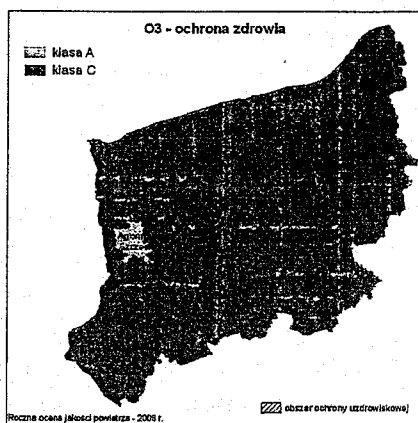 O3 - ochrona zdrowia
klasa A
klasa C
obszar ochrony uzdrowiskowej
Roczna ocena jakości powietrza - 2008 r.